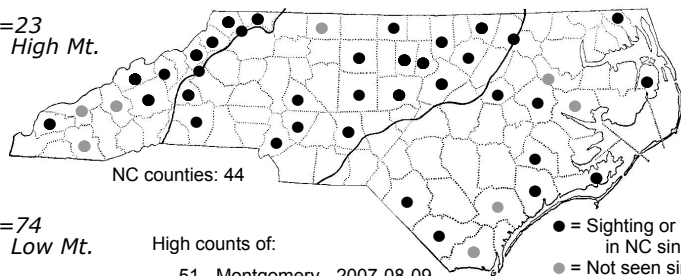 =23
High Mt.
NC counties: 44
=74
Low Mt.
High counts of:
51 - Montgomery - 2007-08-09
● = Sighting or
in NC sin
● = Not seen si